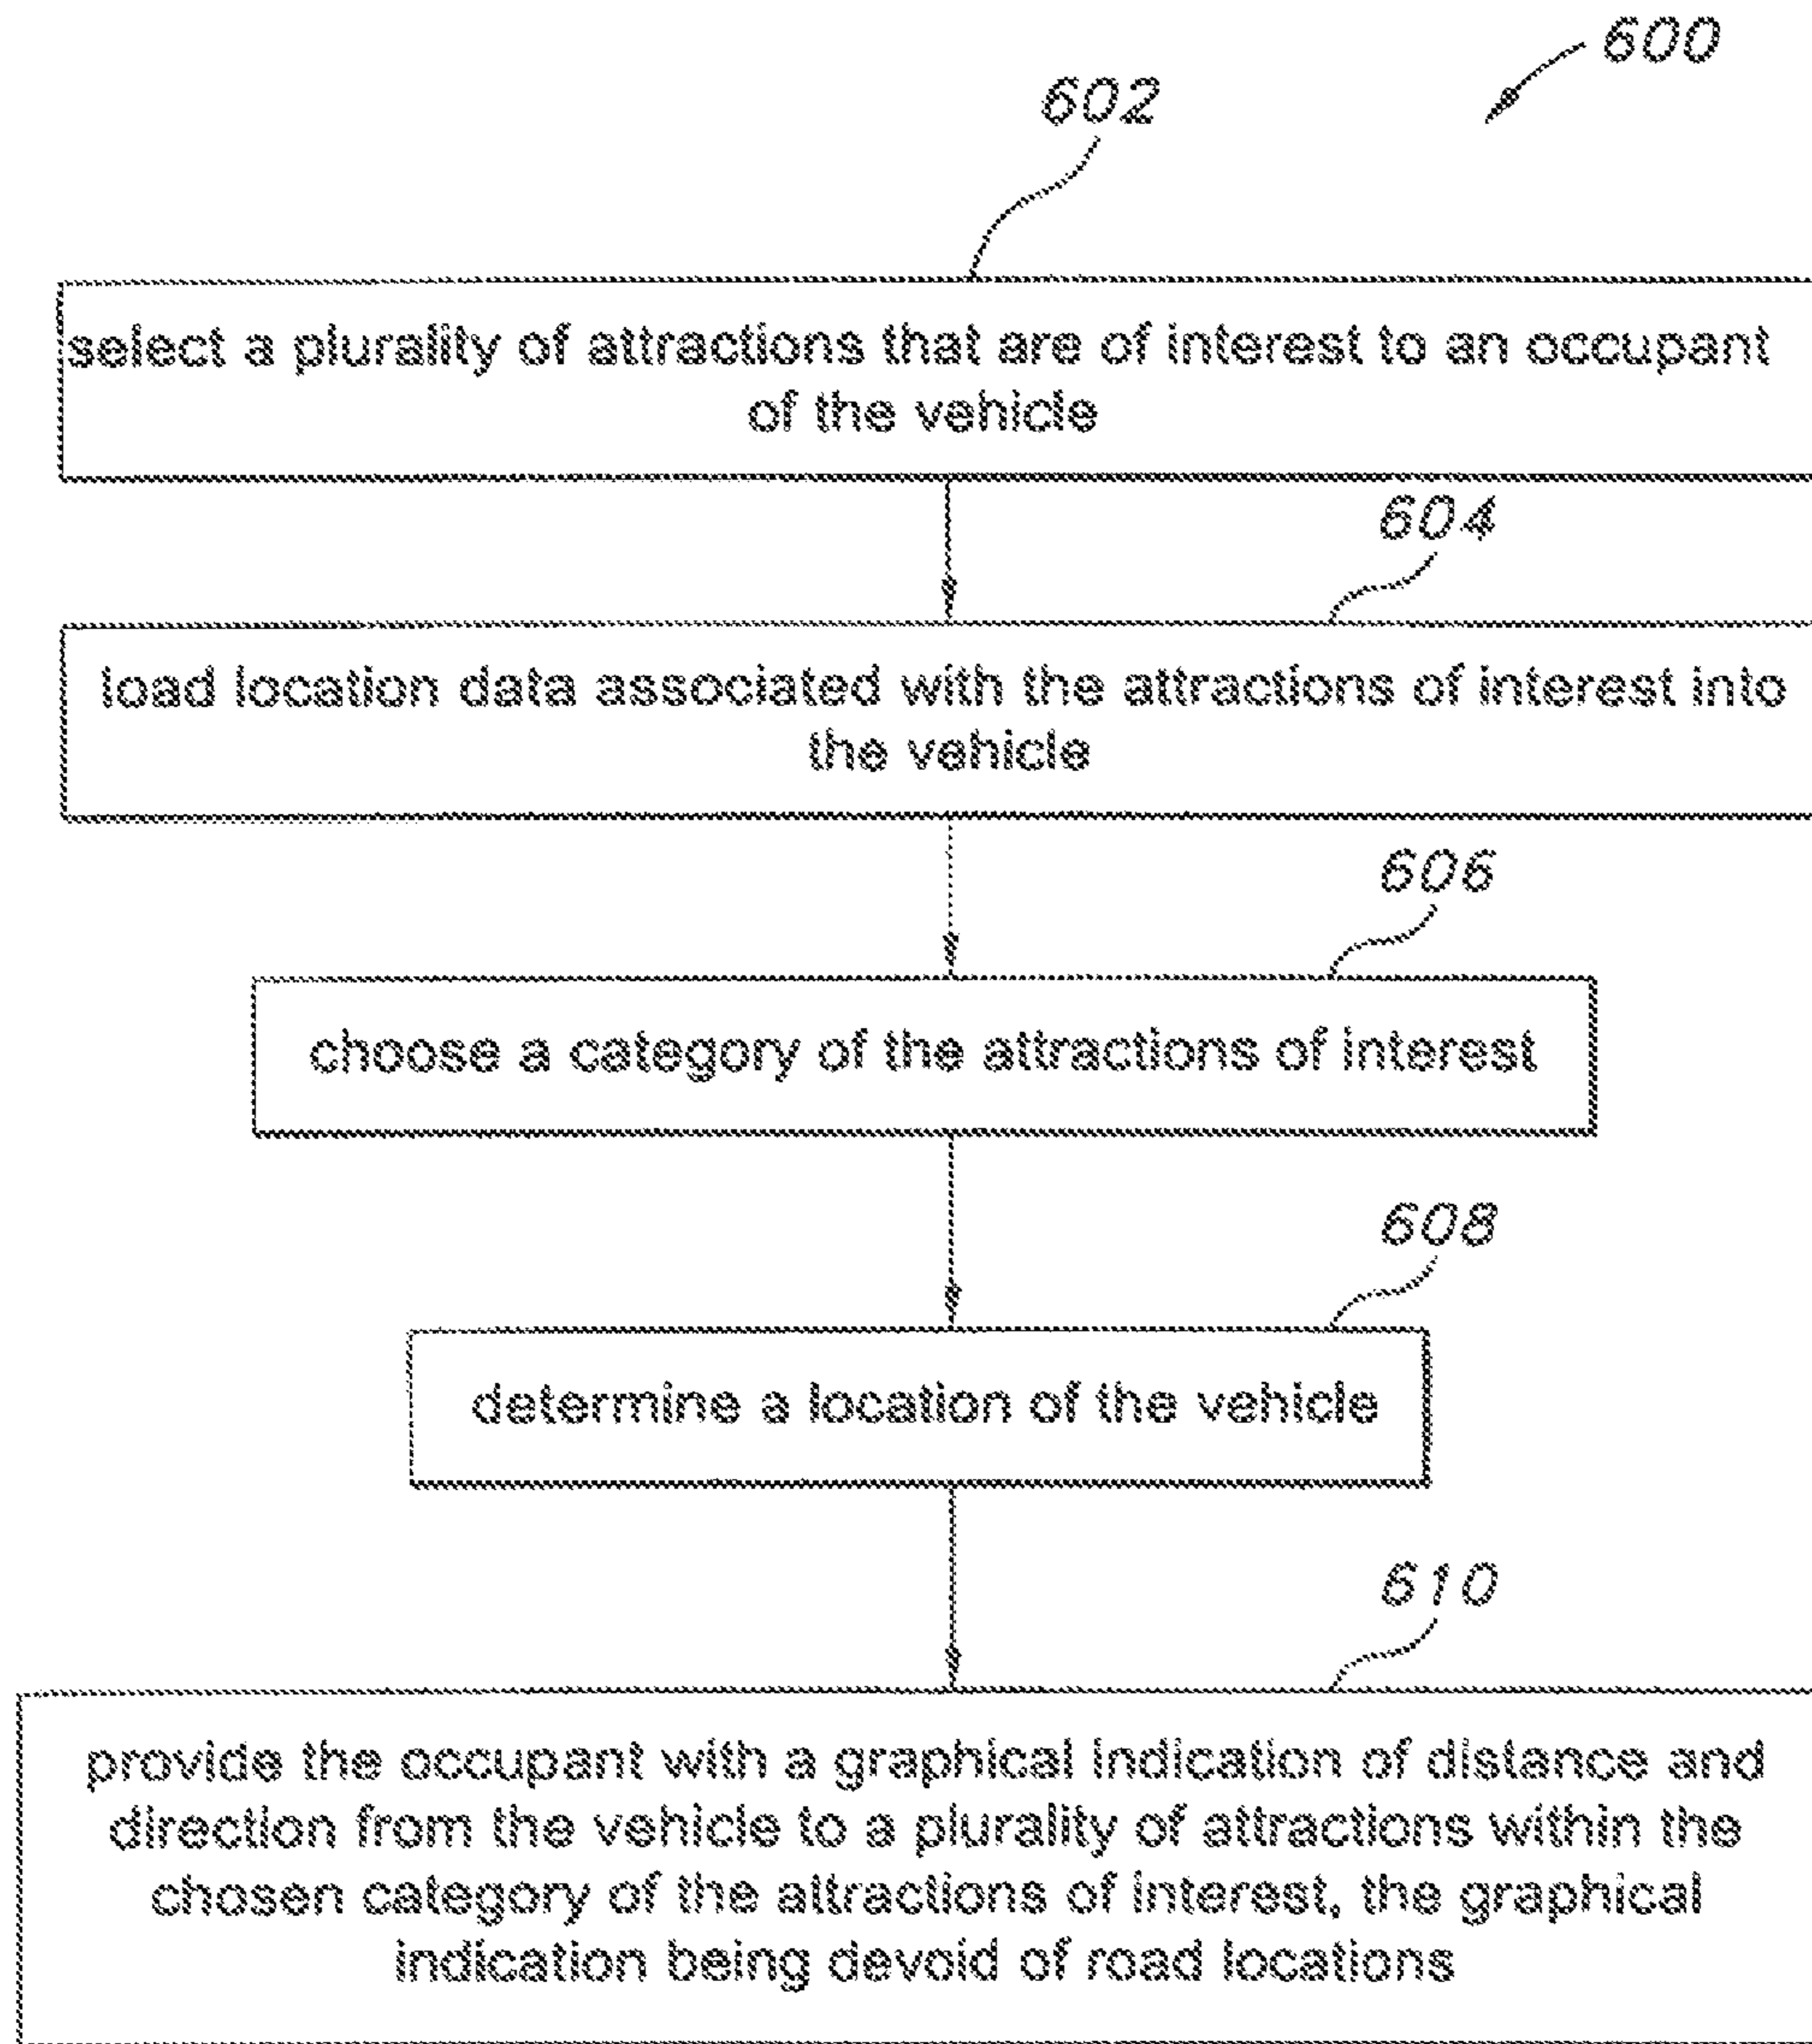 600
602
select a plurality of attractions that are of interest to an occupant
of the vehicle
604
load location data associated with the attractions of interest into
the vehicle
606
choose a category of the attractions of interest
608
determine a location of the vehicle
610
provide the occupant with a graphical indication of distance and
direction from the vehicle to a plurality of attractions within the
chosen category of the attractions of interest, the graphical
indication being devoid of road locations